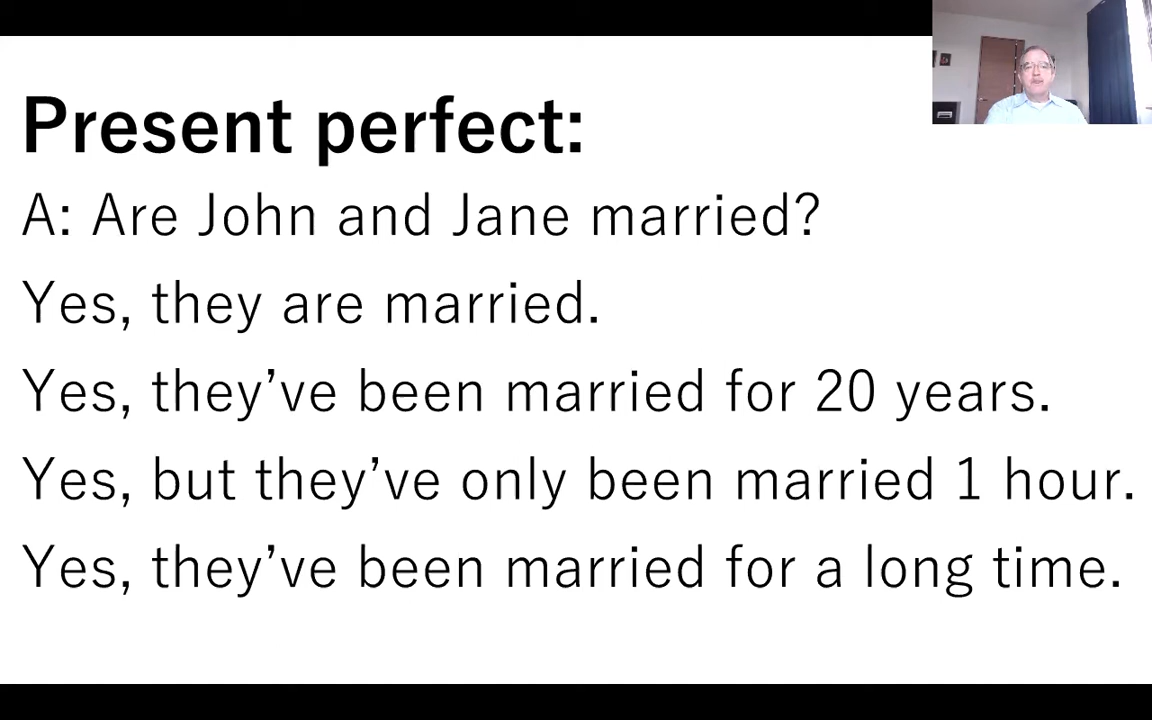 Present perfect:
A: Are John and Jane married?
Yes, they are married.
Yes, they’ve been married for 20 years.
Yes, but they’ve only been married 1 hour.
Yes, they’ve been married for a long time.